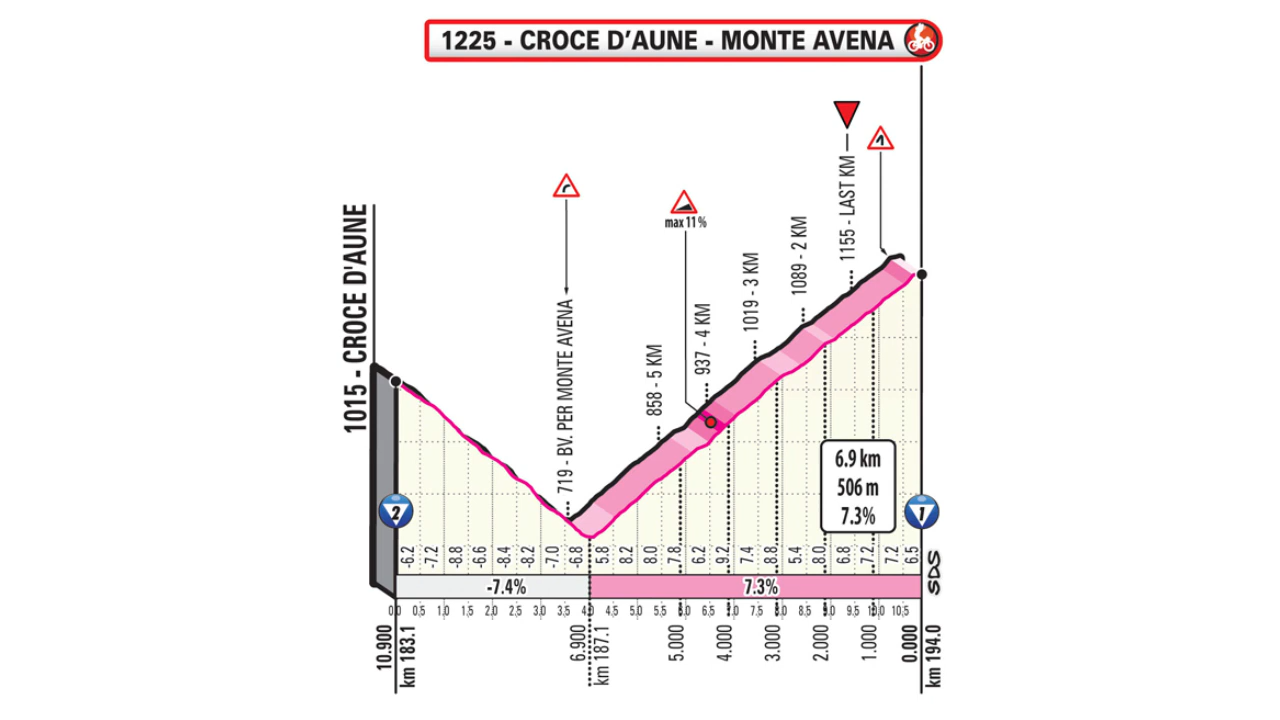 1225 - CROCE D'AUNE - MONTE AVENA
1
max 11 %
1015 - CROCE D'AUNE
719 - BV. PER MONTE AVENA
858 - 5 KM
937 - 4 KM
1019 - 3 KM
1089 - 2 KM
1155 - LAST KM
6.9 km
506 m
7.3%
2
1
-6.2 -7.2 -8.8 -6.6 -8.4 -8.2 -7.0 -6.8 5.8 8.2 8.0 7.8 6.2 9.2 7.4 8.8 5.4 8.0 6.8 7.2 7.2 6.5
SDS
-7.4%
7.3%
0.0 0,5 1,0 1,5 2,0 2,5 3,0 3,5 4,0 4,5 5,0 5,5 6,0 6,5 7,0 7,5 8,0 8,5 9,0 9,5 10,0 10,5
10.900
km 183.1
6.900
km 187.1
5.000
4.000
3.000
2.000
1.000
0.000
km 194.0